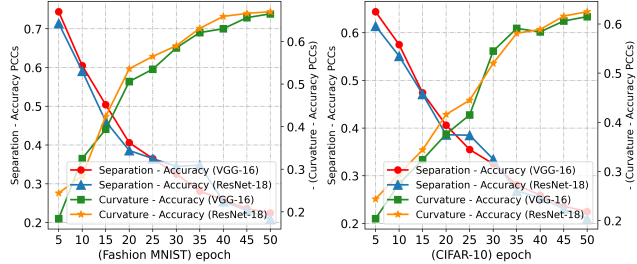 Separation - Accuracy PCCs
0.7
0.6
0.5
0.4
0.3
0.2
Separation - Accuracy (VGG-16)
Separation - Accuracy (ResNet-18)
Curvature - Accuracy (VGG-16)
Curvature - Accuracy (ResNet-18)
5 10 15 20 25 30 35 40 45 50
(Fashion MNIST) epoch
0.6
0.5
0.4
0.3
0.2
- (Curvature - Accuracy PCCs)
Separation - Accuracy PCCs
0.6
0.5
0.4
0.3
0.2
Separation - Accuracy (VGG-16)
Separation - Accuracy (ResNet-18)
Curvature - Accuracy (VGG-16)
Curvature - Accuracy (ResNet-18)
5 10 15 20 25 30 35 40 45 50
(CIFAR-10) epoch
0.6
0.5
0.4
0.3
0.2
- (Curvature - Accuracy PCCs)